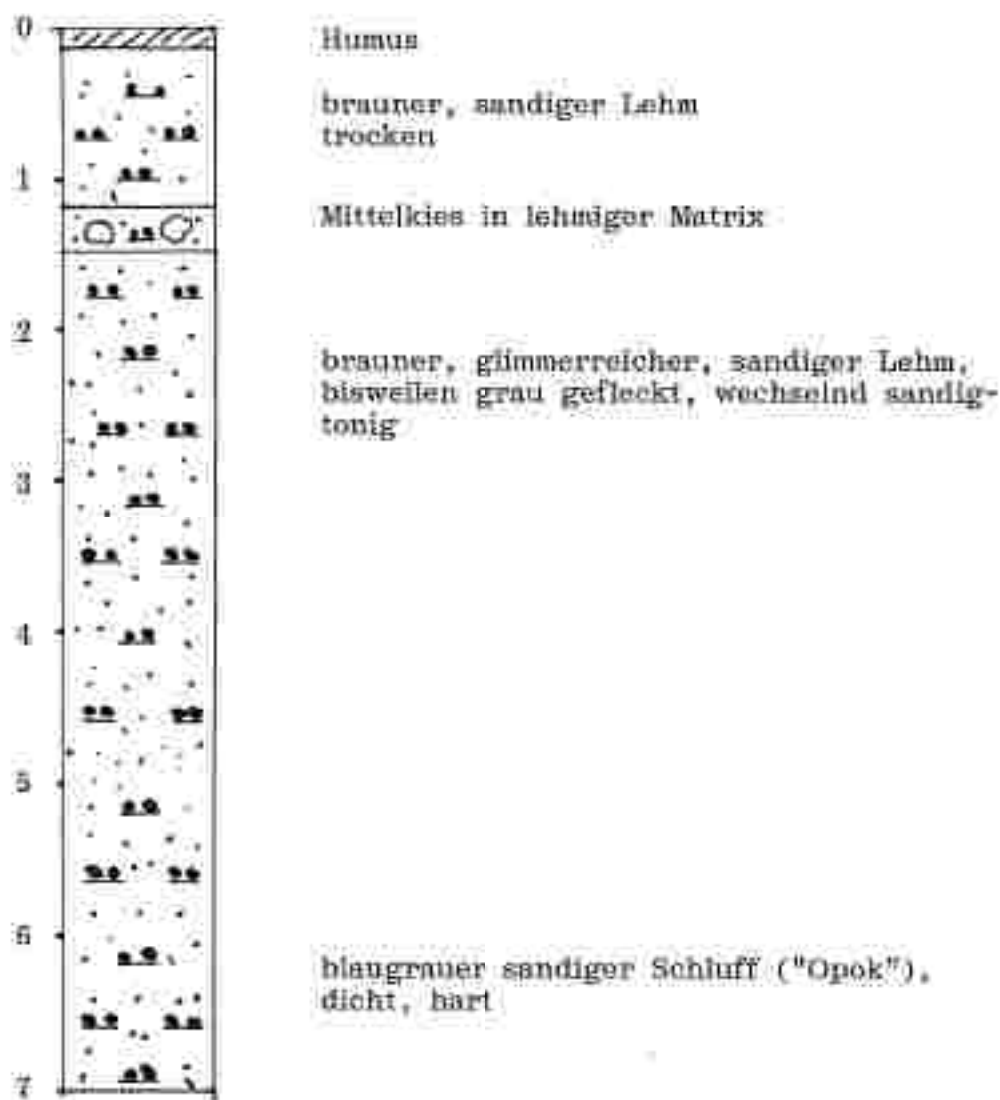 0
Humus
brauner, sandiger Lehm
trocken
1
Mittelkies in lehmiger Matrix
2
brauner, glimmerreicher, sandiger Lehm,
bisweilen grau gefleckt, wechselnd sandig-
tonig
3
4
5
6
blaugrauer sandiger Schluff ("Opok"),
dicht, hart
7